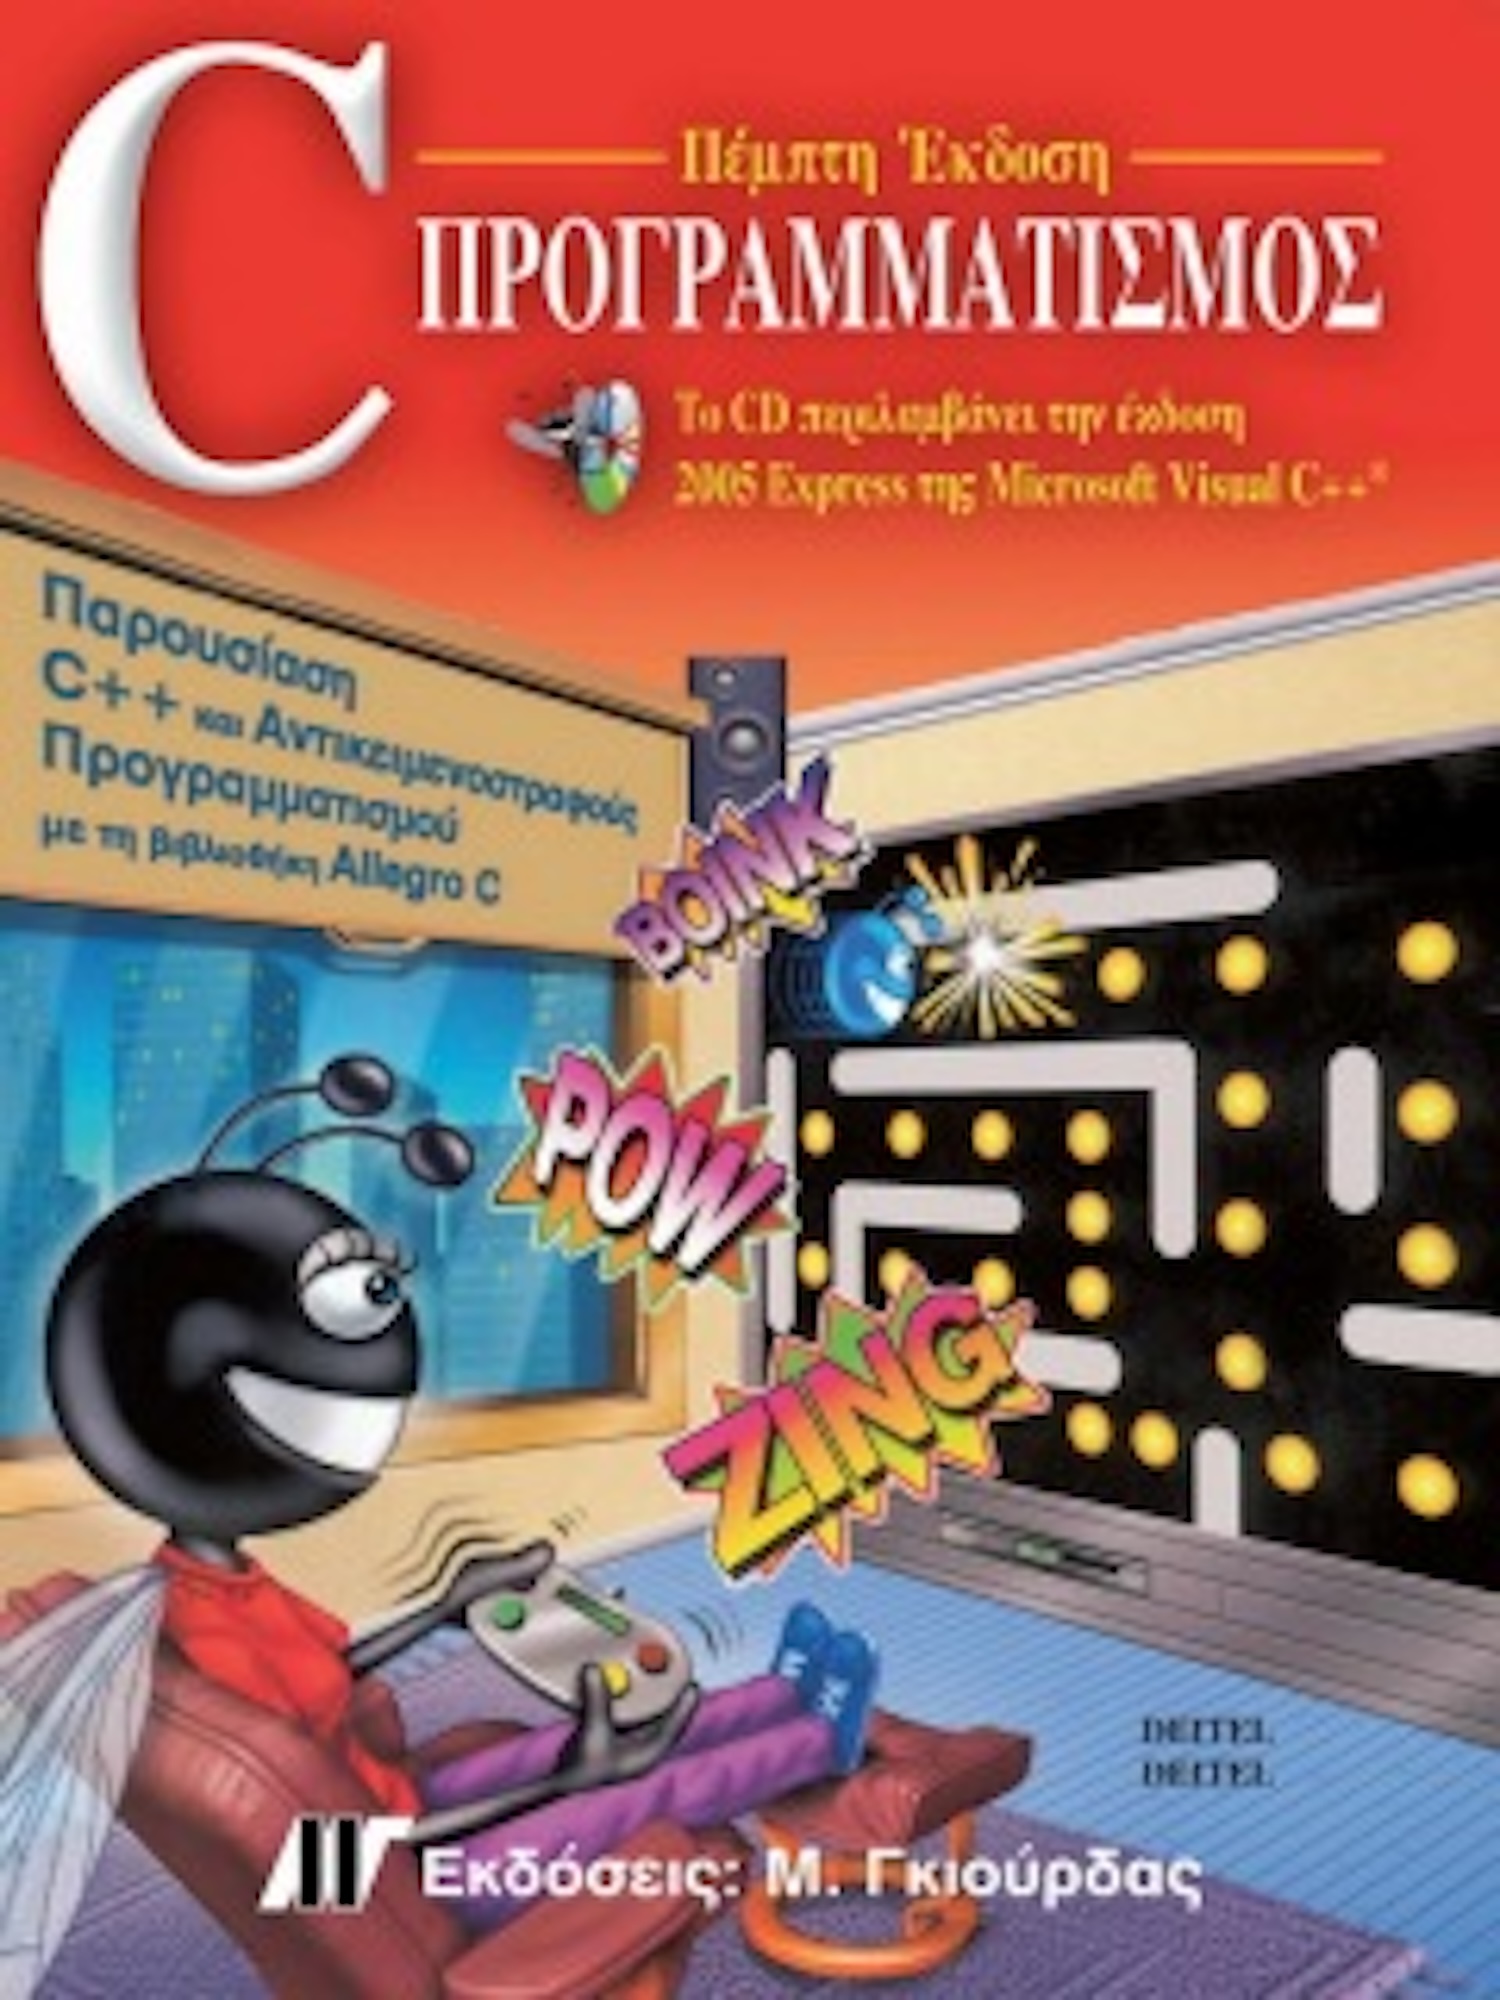 C
Πέμπτη Έκδοση
ΠΡΟΓΡΑΜΜΑΤΙΣΜΟΣ
Το CD περιλαμβάνει την έκδοση
2005 Express της Microsoft Visual C++®
Παρουσίαση
C++ και Αντικειμενοστραφούς
Προγραμματισμού
με τη βιβλιοθήκη Allegro C
BOINK
POW
ZING
DEITEL
DEITEL
Εκδόσεις: Μ. Γκιούρδας